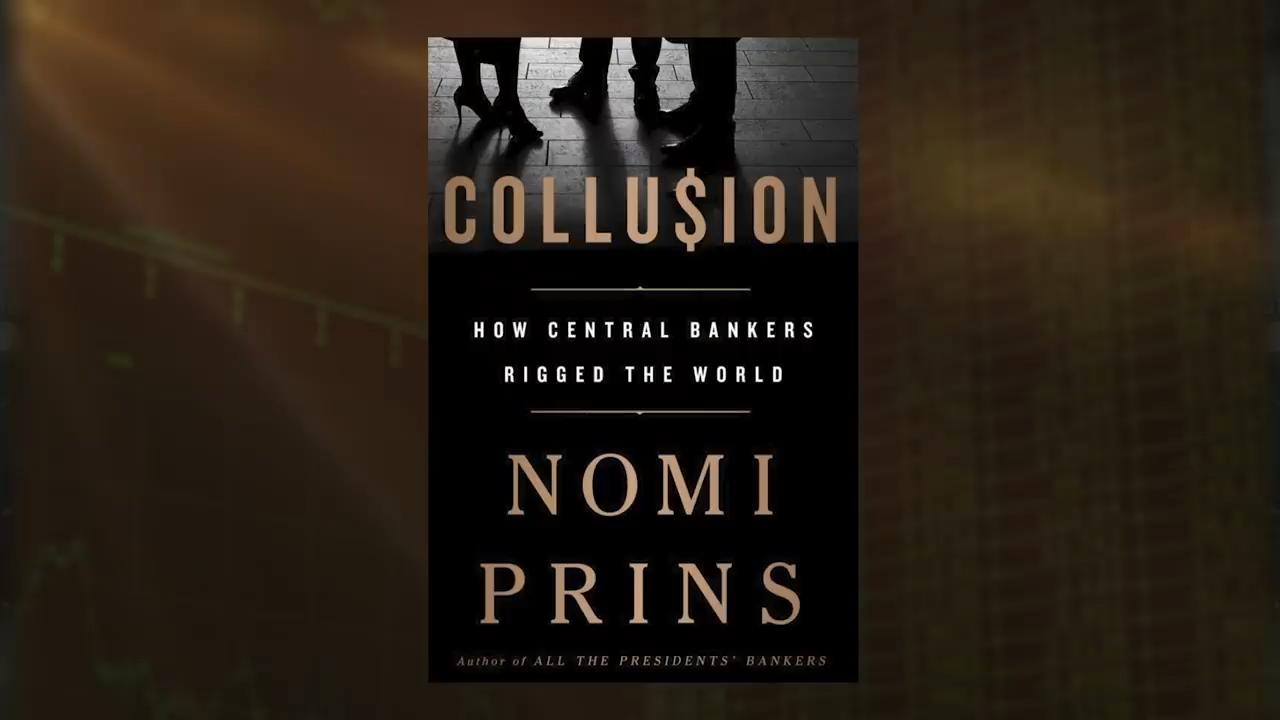 COLLU$ION
HOW CENTRAL BANKERS
RIGGED THE WORLD
NOMI
PRINS
Author of ALL THE PRESIDENTS' BANKERS